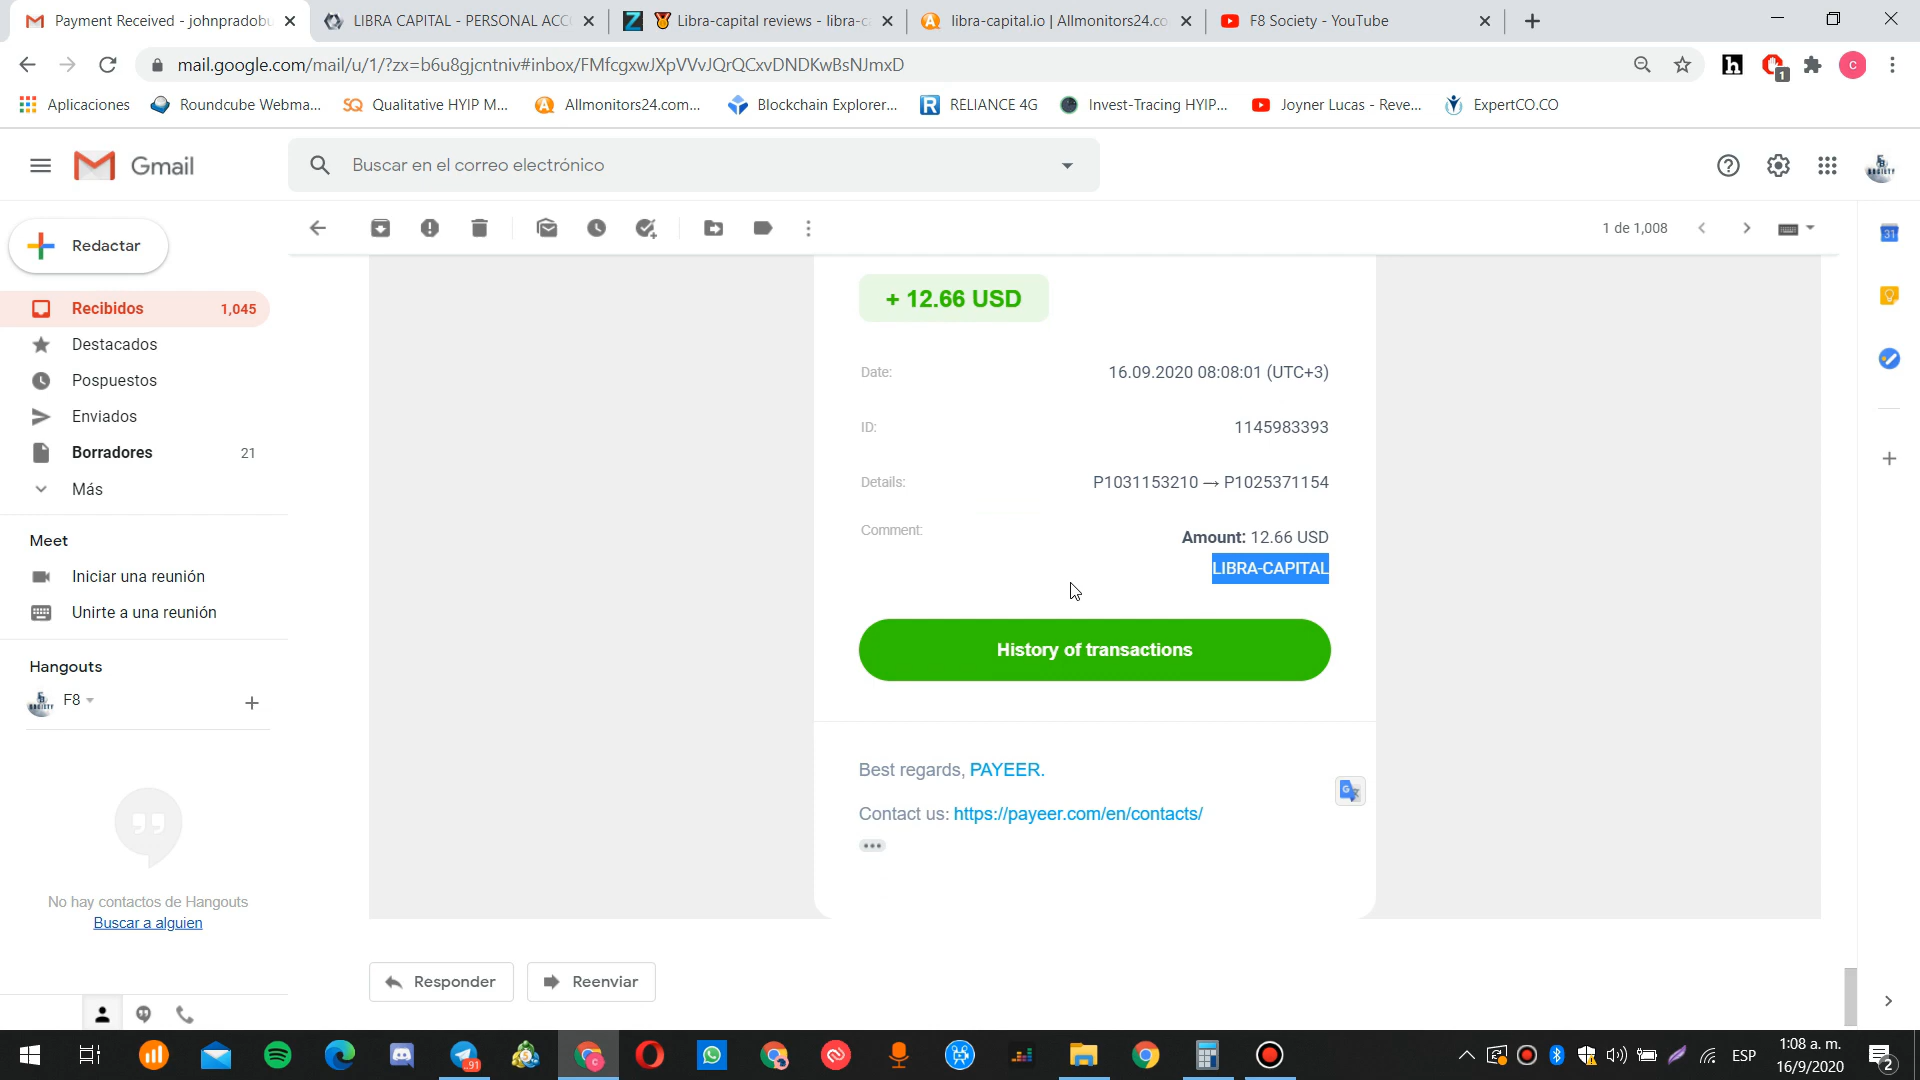 Payment Received - johnpradobu
LIBRA CAPITAL - PERSONAL ACC
Libra-capital reviews - libra-c
libra-capital.io | Allmonitors24.co
F8 Society - YouTube
mail.google.com/mail/u/1/?zx=b6u8gjcntniv#inbox/FMfcgxwJXpVVvJQrQCxvDNDKwBsNJmxD
1
C
Aplicaciones
Roundcube Webma...
SQ Qualitative HYIP M...
Allmonitors24.com...
Blockchain Explorer...
RELIANCE 4G
Invest-Tracing HYIP...
Joyner Lucas - Reve...
ExpertCO.CO
Gmail
Buscar en el correo electrónico
Redactar
1 de 1,008
31
Recibidos 1,045
Destacados
Pospuestos
Enviados
Borradores 21
Más
Meet
Iniciar una reunión
Unirte a una reunión
Hangouts
F8
No hay contactos de Hangouts
Buscar a alguien
+ 12.66 USD
Date: 16.09.2020 08:08:01 (UTC+3)
ID: 1145983393
Details: P1031153210 → P1025371154
Comment: Amount: 12.66 USD
LIBRA-CAPITAL
History of transactions
Best regards, PAYEER.
Contact us: https://payeer.com/en/contacts/
Responder
Reenviar
91
ESP
1:08 a. m.
16/9/2020
2